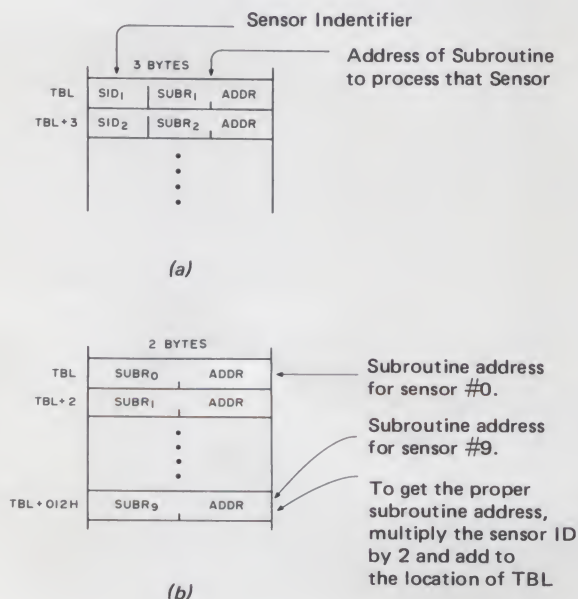 Sensor Indentifier
3 BYTES
Address of Subroutine
to process that Sensor
TBL SID₁ SUBR₁ ADDR
TBL+3 SID₂ SUBR₂ ADDR
(a)
2 BYTES
TBL SUBR₀ ADDR
TBL+2 SUBR₁ ADDR
Subroutine address
for sensor #0.
Subroutine address
for sensor #9.
TBL+012H SUBR₉ ADDR
To get the proper
subroutine address,
multiply the sensor ID
by 2 and add to
the location of TBL
(b)